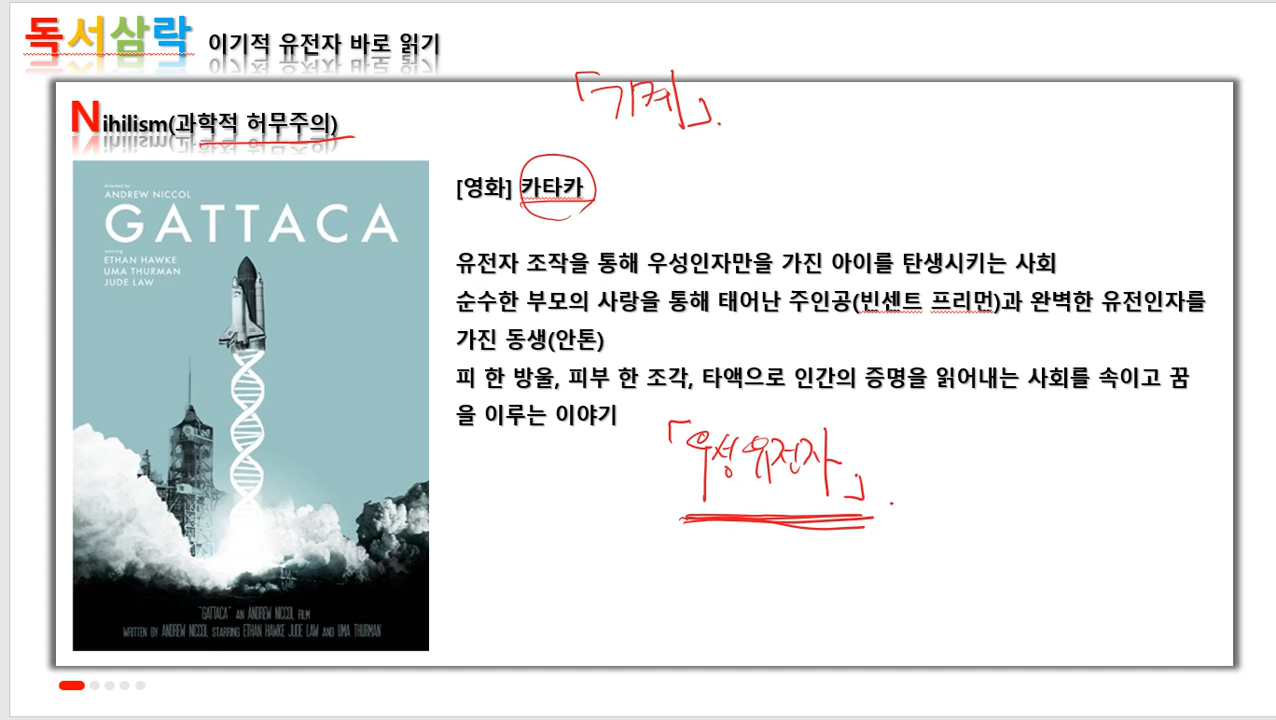 독서삼락 이기적 유전자 바로 읽기
「기계」.
Nihilism(과학적 허무주의)
directed by
ANDREW NICCOL
GATTACA
starring
ETHAN HAWKE
UMA THURMAN
JUDE LAW
"GATTACA" AN ANDREW NICCOL FILM
WRITTEN BY ANDREW NICCOL STARRING ETHAN HAWKE JUDE LAW AND UMA THURMAN
[영화] 카타카
유전자 조작을 통해 우성인자만을 가진 아이를 탄생시키는 사회
순수한 부모의 사랑을 통해 태어난 주인공(빈센트 프리먼)과 완벽한 유전인자를
가진 동생(안톤)
피 한 방울, 피부 한 조각, 타액으로 인간의 증명을 읽어내는 사회를 속이고 꿈
을 이루는 이야기
「우성유전자」.